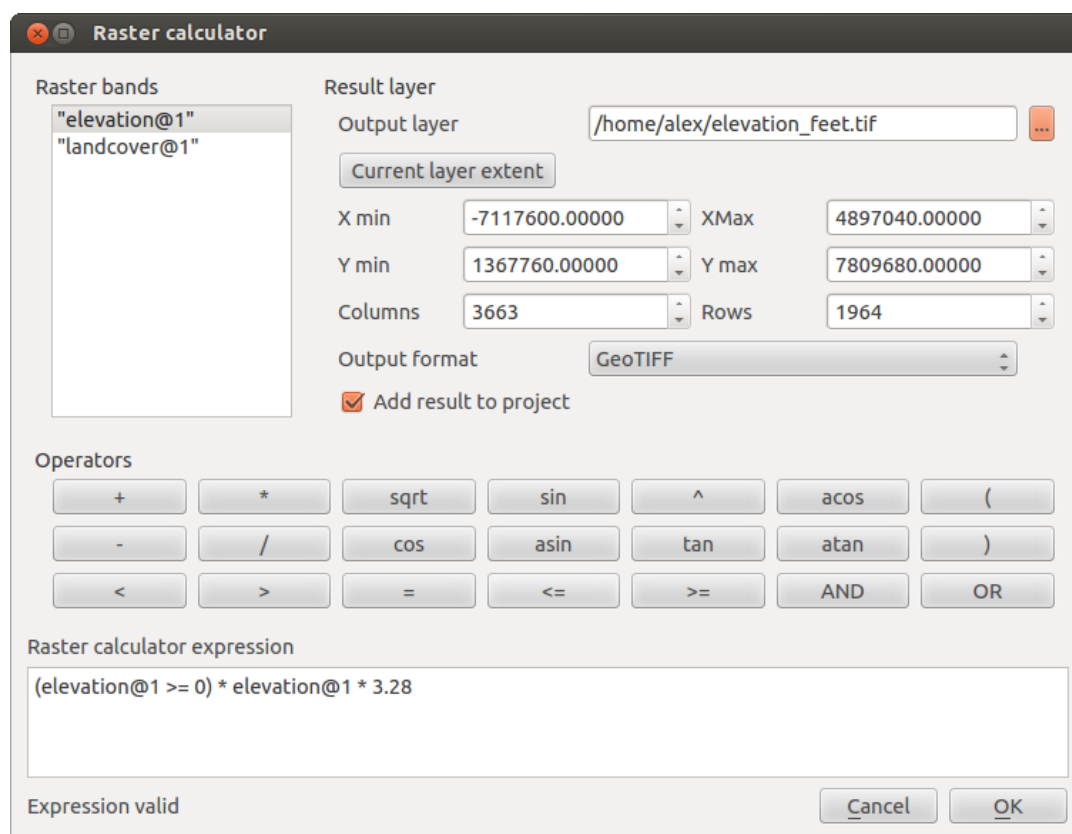 Raster calculator
Raster bands
"elevation@1"
"landcover@1"
Result layer
Output layer /home/alex/elevation_feet.tif ...
Current layer extent
X min -7117600.00000 XMax 4897040.00000
Y min 1367760.00000 Y max 7809680.00000
Columns 3663 Rows 1964
Output format GeoTIFF
Add result to project
Operators
+ * sqrt sin ^ acos (
- / cos asin tan atan )
< > = <= >= AND OR
Raster calculator expression
(elevation@1 >= 0) * elevation@1 * 3.28
Expression valid Cancel OK